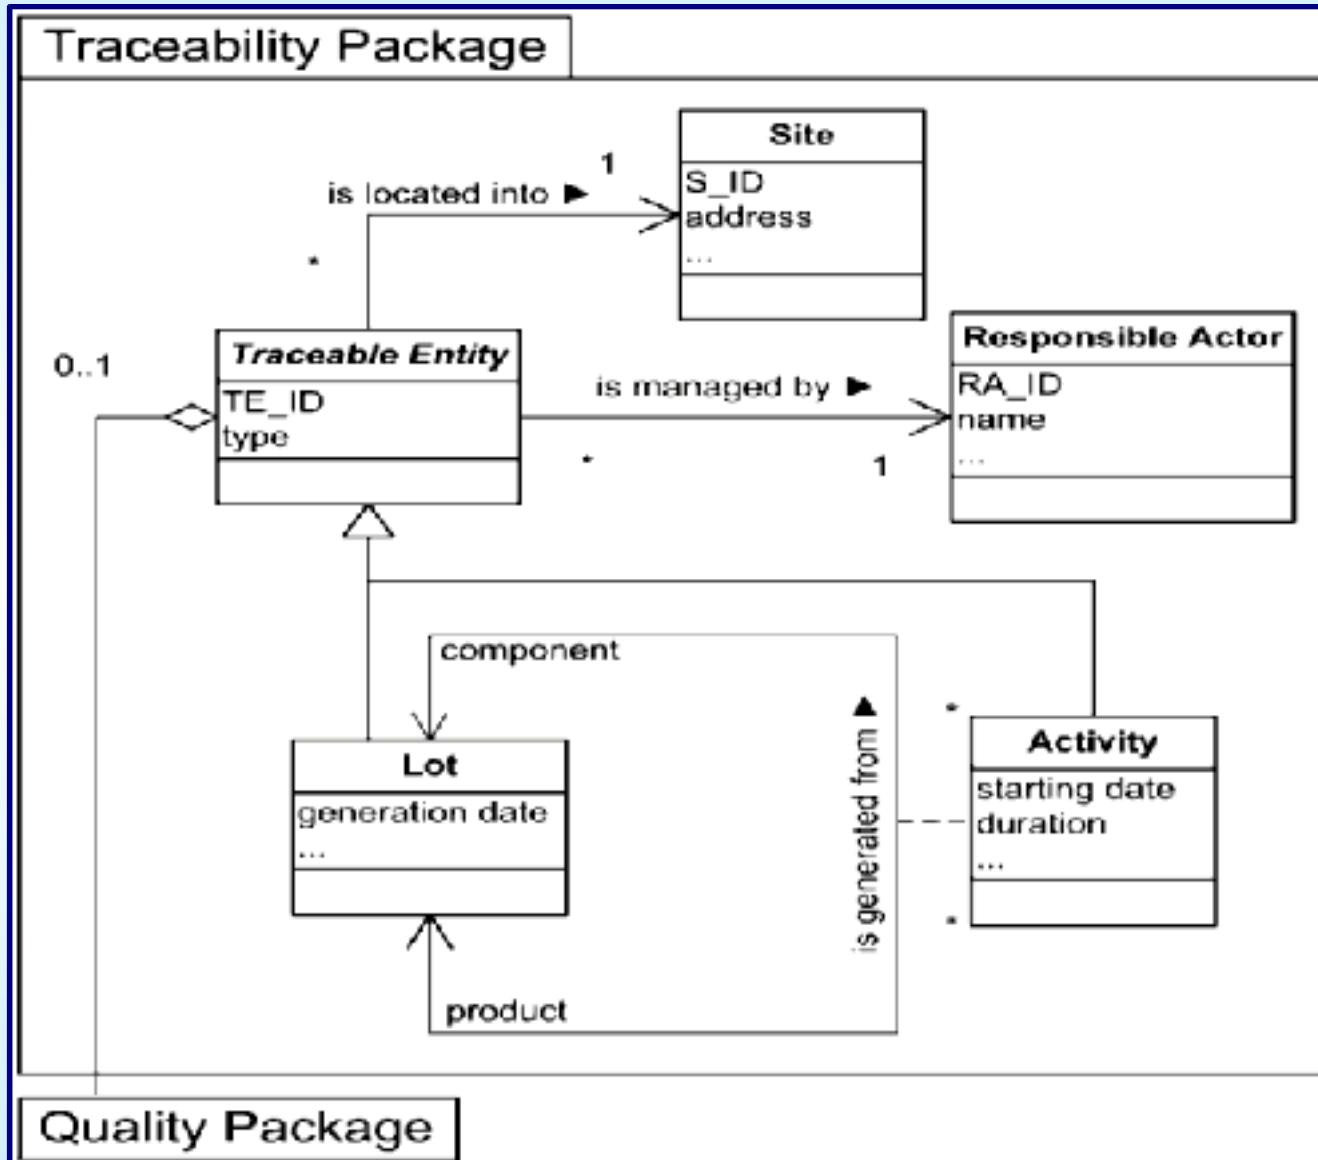 Traceability Package
Site
S_ID
address
...
1
is located into ►
*
Traceable Entity
TE_ID
type
0..1
is managed by ►
*
1
Responsible Actor
RA_ID
name
...
component
Lot
generation date
...
product
is generated from ►
*
Activity
starting date
duration
...
*
Quality Package